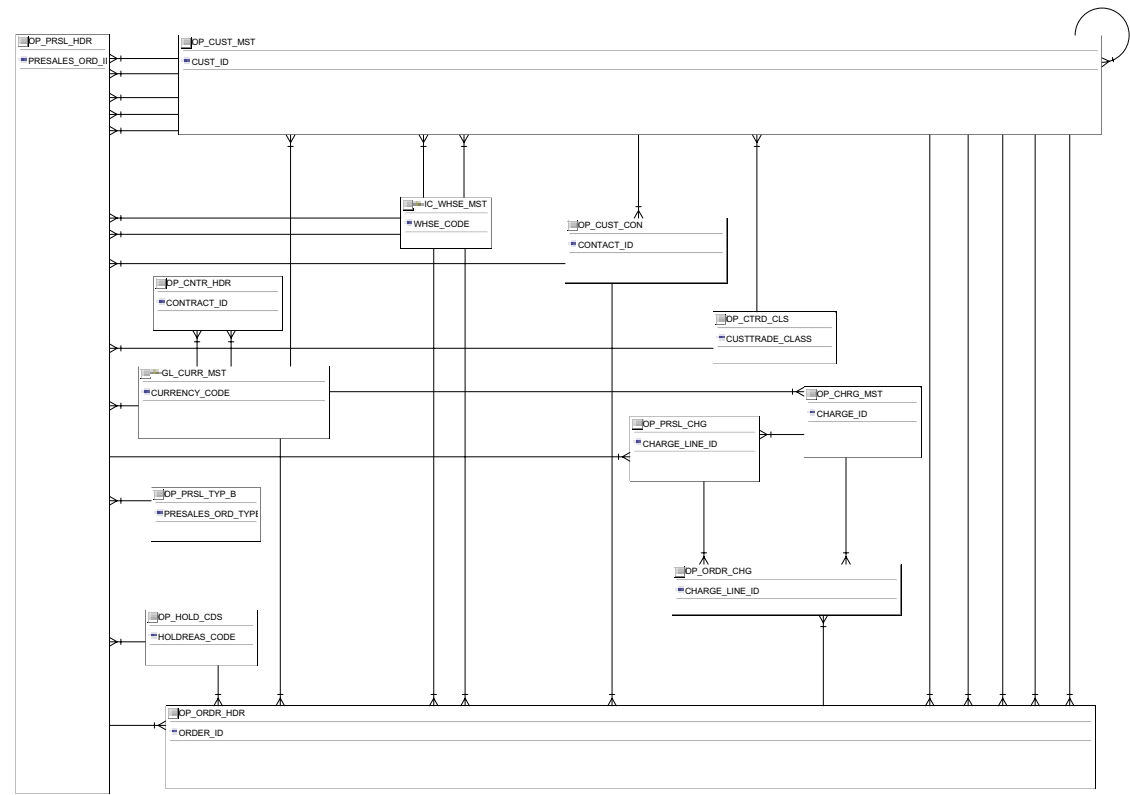 OP_PRSL_HDR
PRESALES_ORD_I
OP_CUST_MST
CUST_ID
IC_WHSE_MST
WHSE_CODE
OP_CUST_CON
CONTACT_ID
OP_CNTR_HDR
CONTRACT_ID
OP_CTRD_CLS
CUSTTRADE_CLASS
GL_CURR_MST
CURRENCY_CODE
OP_CHRG_MST
CHARGE_ID
OP_PRSL_CHG
CHARGE_LINE_ID
OP_PRSL_TYP_B
PRESALES_ORD_TYPE
OP_ORDR_CHG
CHARGE_LINE_ID
OP_HOLD_CDS
HOLDREAS_CODE
OP_ORDR_HDR
ORDER_ID